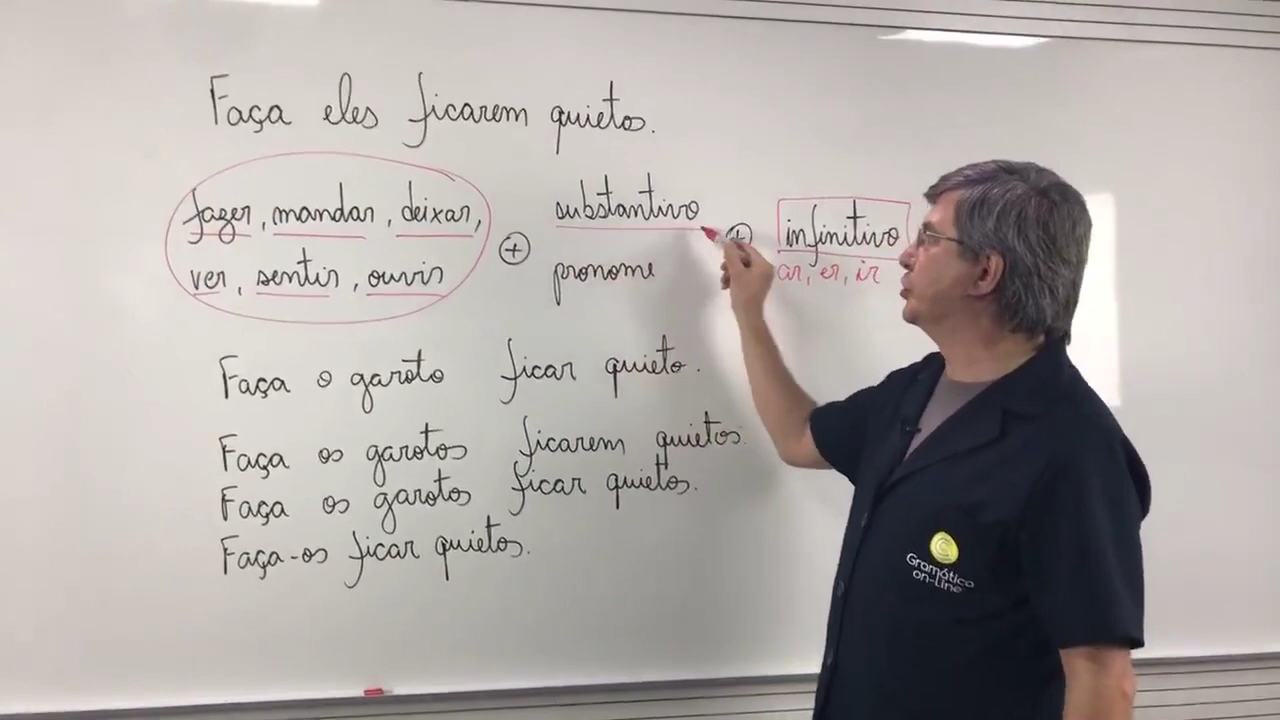 Faça eles ficarem quietos.
fazer, mandar, deixar,
ver, sentir, ouvir
+
substantivo
pronome
+
infinitivo
ar, er, ir
Faça o garoto ficar quieto.
Faça os garotos ficarem quietos.
Faça os garotos ficar quietos.
Faça-os ficar quietos.
Gramática
on-line